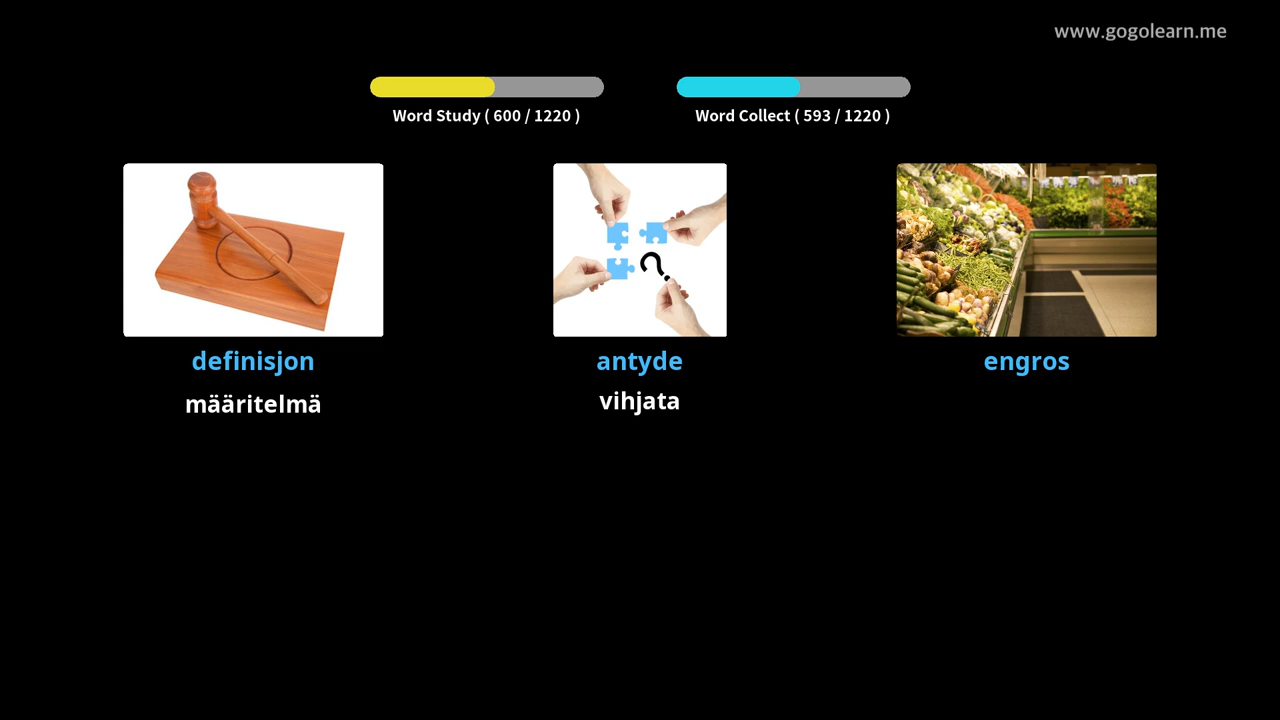 www.gogolearn.me
Word Study ( 600 / 1220 )
Word Collect ( 593 / 1220 )
definisjon
antyde
engros
määritelmä
vihjata